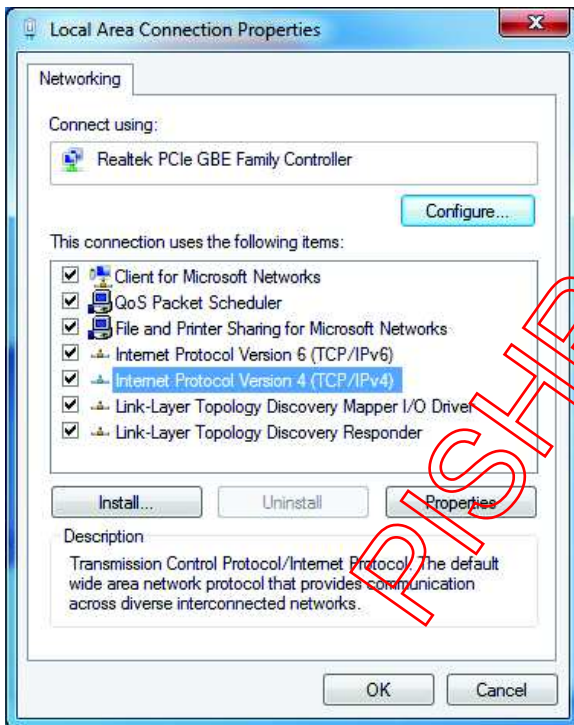 Local Area Connection Properties
Networking
Connect using:
Realtek PCIe GBE Family Controller
Configure...
This connection uses the following items:
Client for Microsoft Networks
QoS Packet Scheduler
File and Printer Sharing for Microsoft Networks
Internet Protocol Version 6 (TCP/IPv6)
Internet Protocol Version 4 (TCP/IPv4)
Link-Layer Topology Discovery Mapper I/O Driver
Link-Layer Topology Discovery Responder
Install...
Uninstall
Properties
Description
Transmission Control Protocol/Internet Protocol. The default
wide area network protocol that provides communication
across diverse interconnected networks.
OK
Cancel